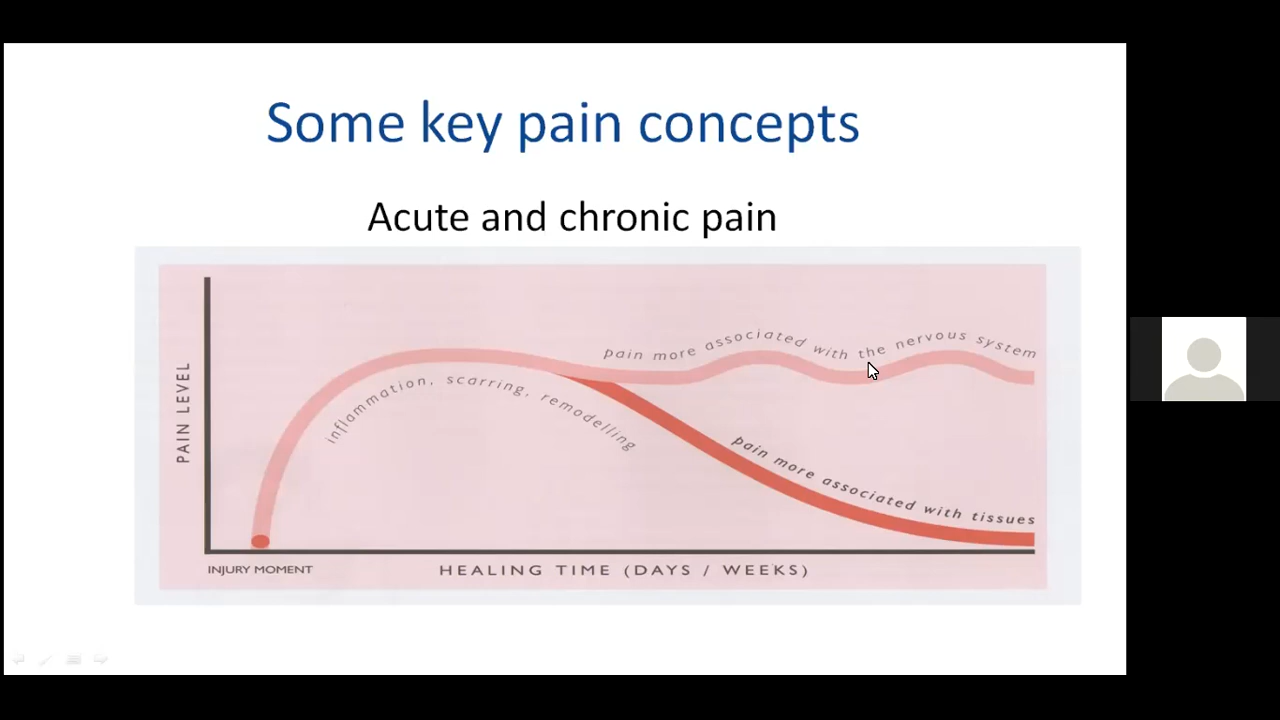 Some key pain concepts
Acute and chronic pain
PAIN LEVEL
pain more associated with the nervous system
inflammation, scarring, remodelling
pain more associated with tissues
INJURY MOMENT
HEALING TIME (DAYS / WEEKS)